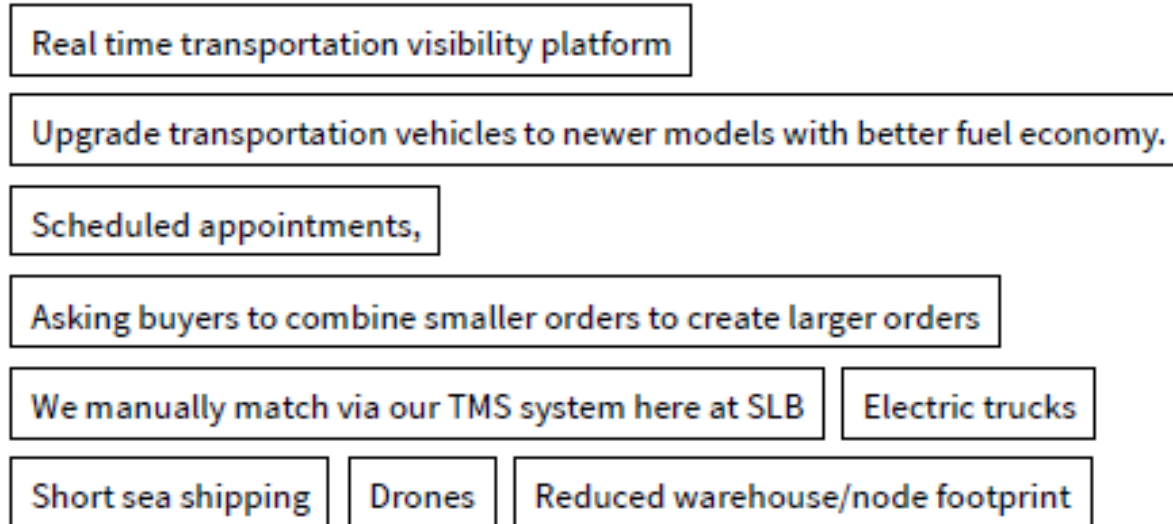 Real time transportation visibility platform
Upgrade transportation vehicles to newer models with better fuel economy.
Scheduled appointments,
Asking buyers to combine smaller orders to create larger orders
We manually match via our TMS system here at SLB
Electric trucks
Short sea shipping
Drones
Reduced warehouse/node footprint